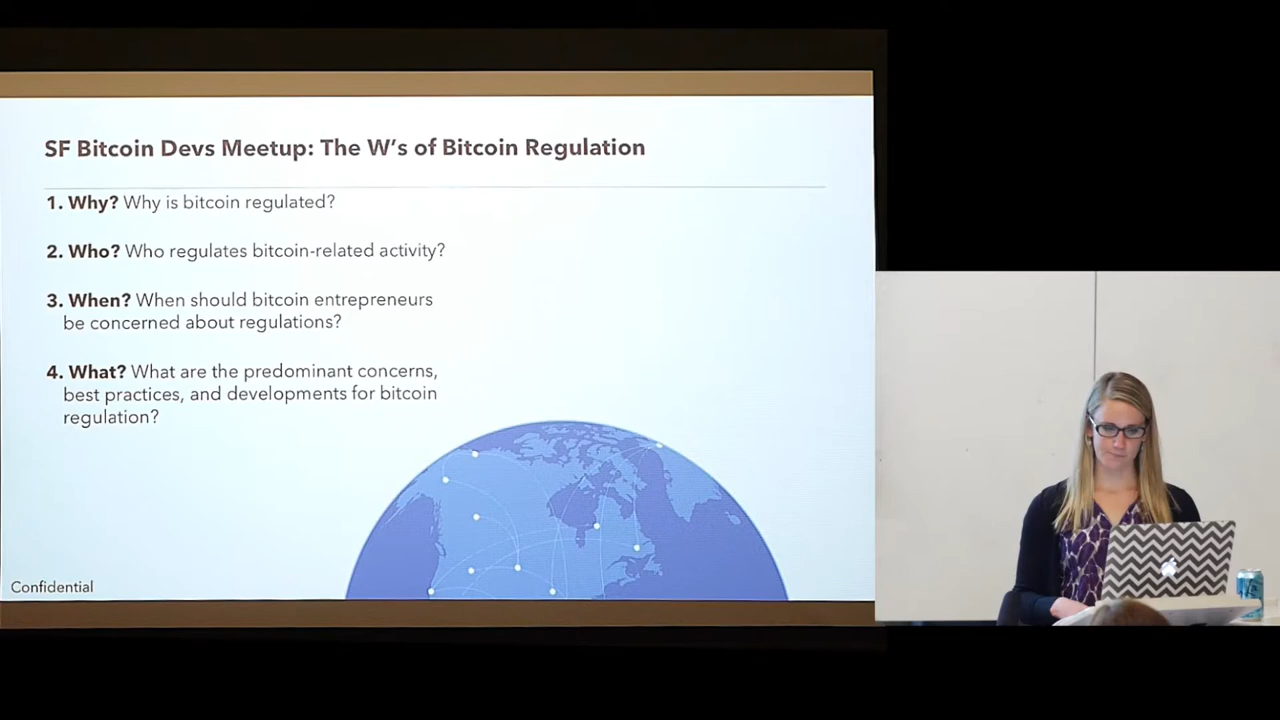 SF Bitcoin Devs Meetup: The W's of Bitcoin Regulation
1. Why? Why is bitcoin regulated?
2. Who? Who regulates bitcoin-related activity?
3. When? When should bitcoin entrepreneurs
be concerned about regulations?
4. What? What are the predominant concerns,
best practices, and developments for bitcoin
regulation?
Confidential